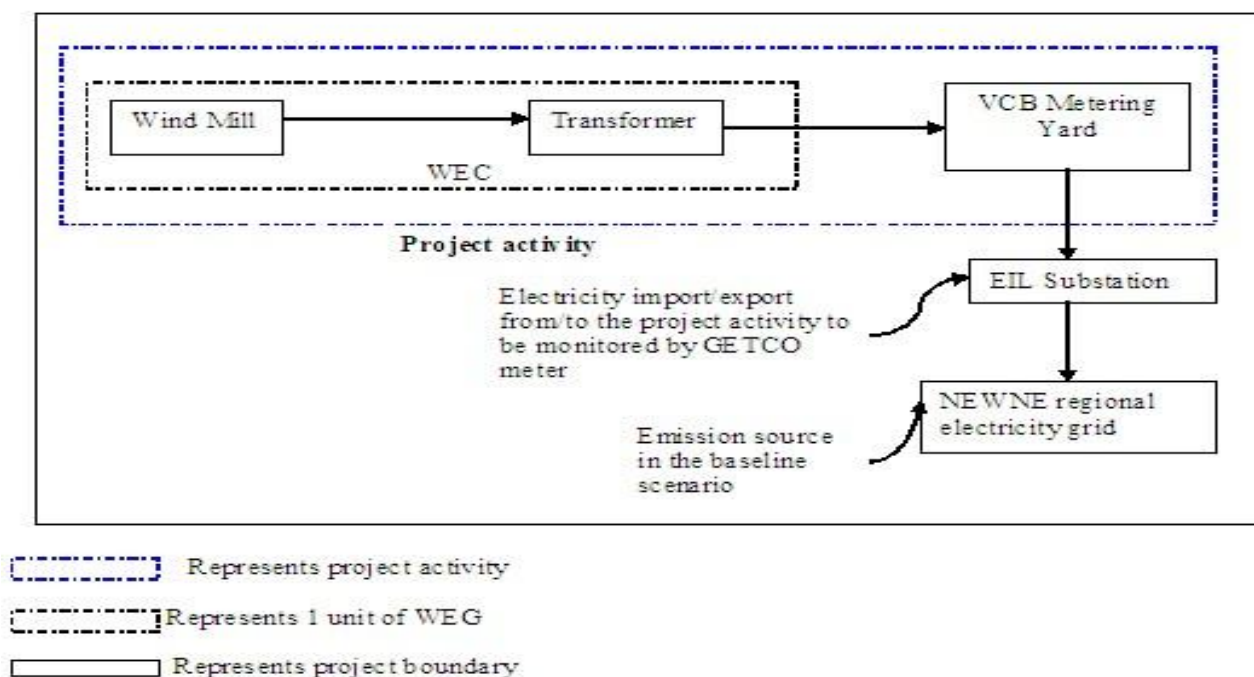 Wind Mill
Transformer
VCB Metering
Yard
WEC
Project activity
EIL Substation
Electricity import/export
from/to the project activity to
be monitored by GETCO
meter
NEWNE regional
electricity grid
Emission source
in the baseline
scenario
Represents project activity
Represents 1 unit of WEG
Represents project boundary